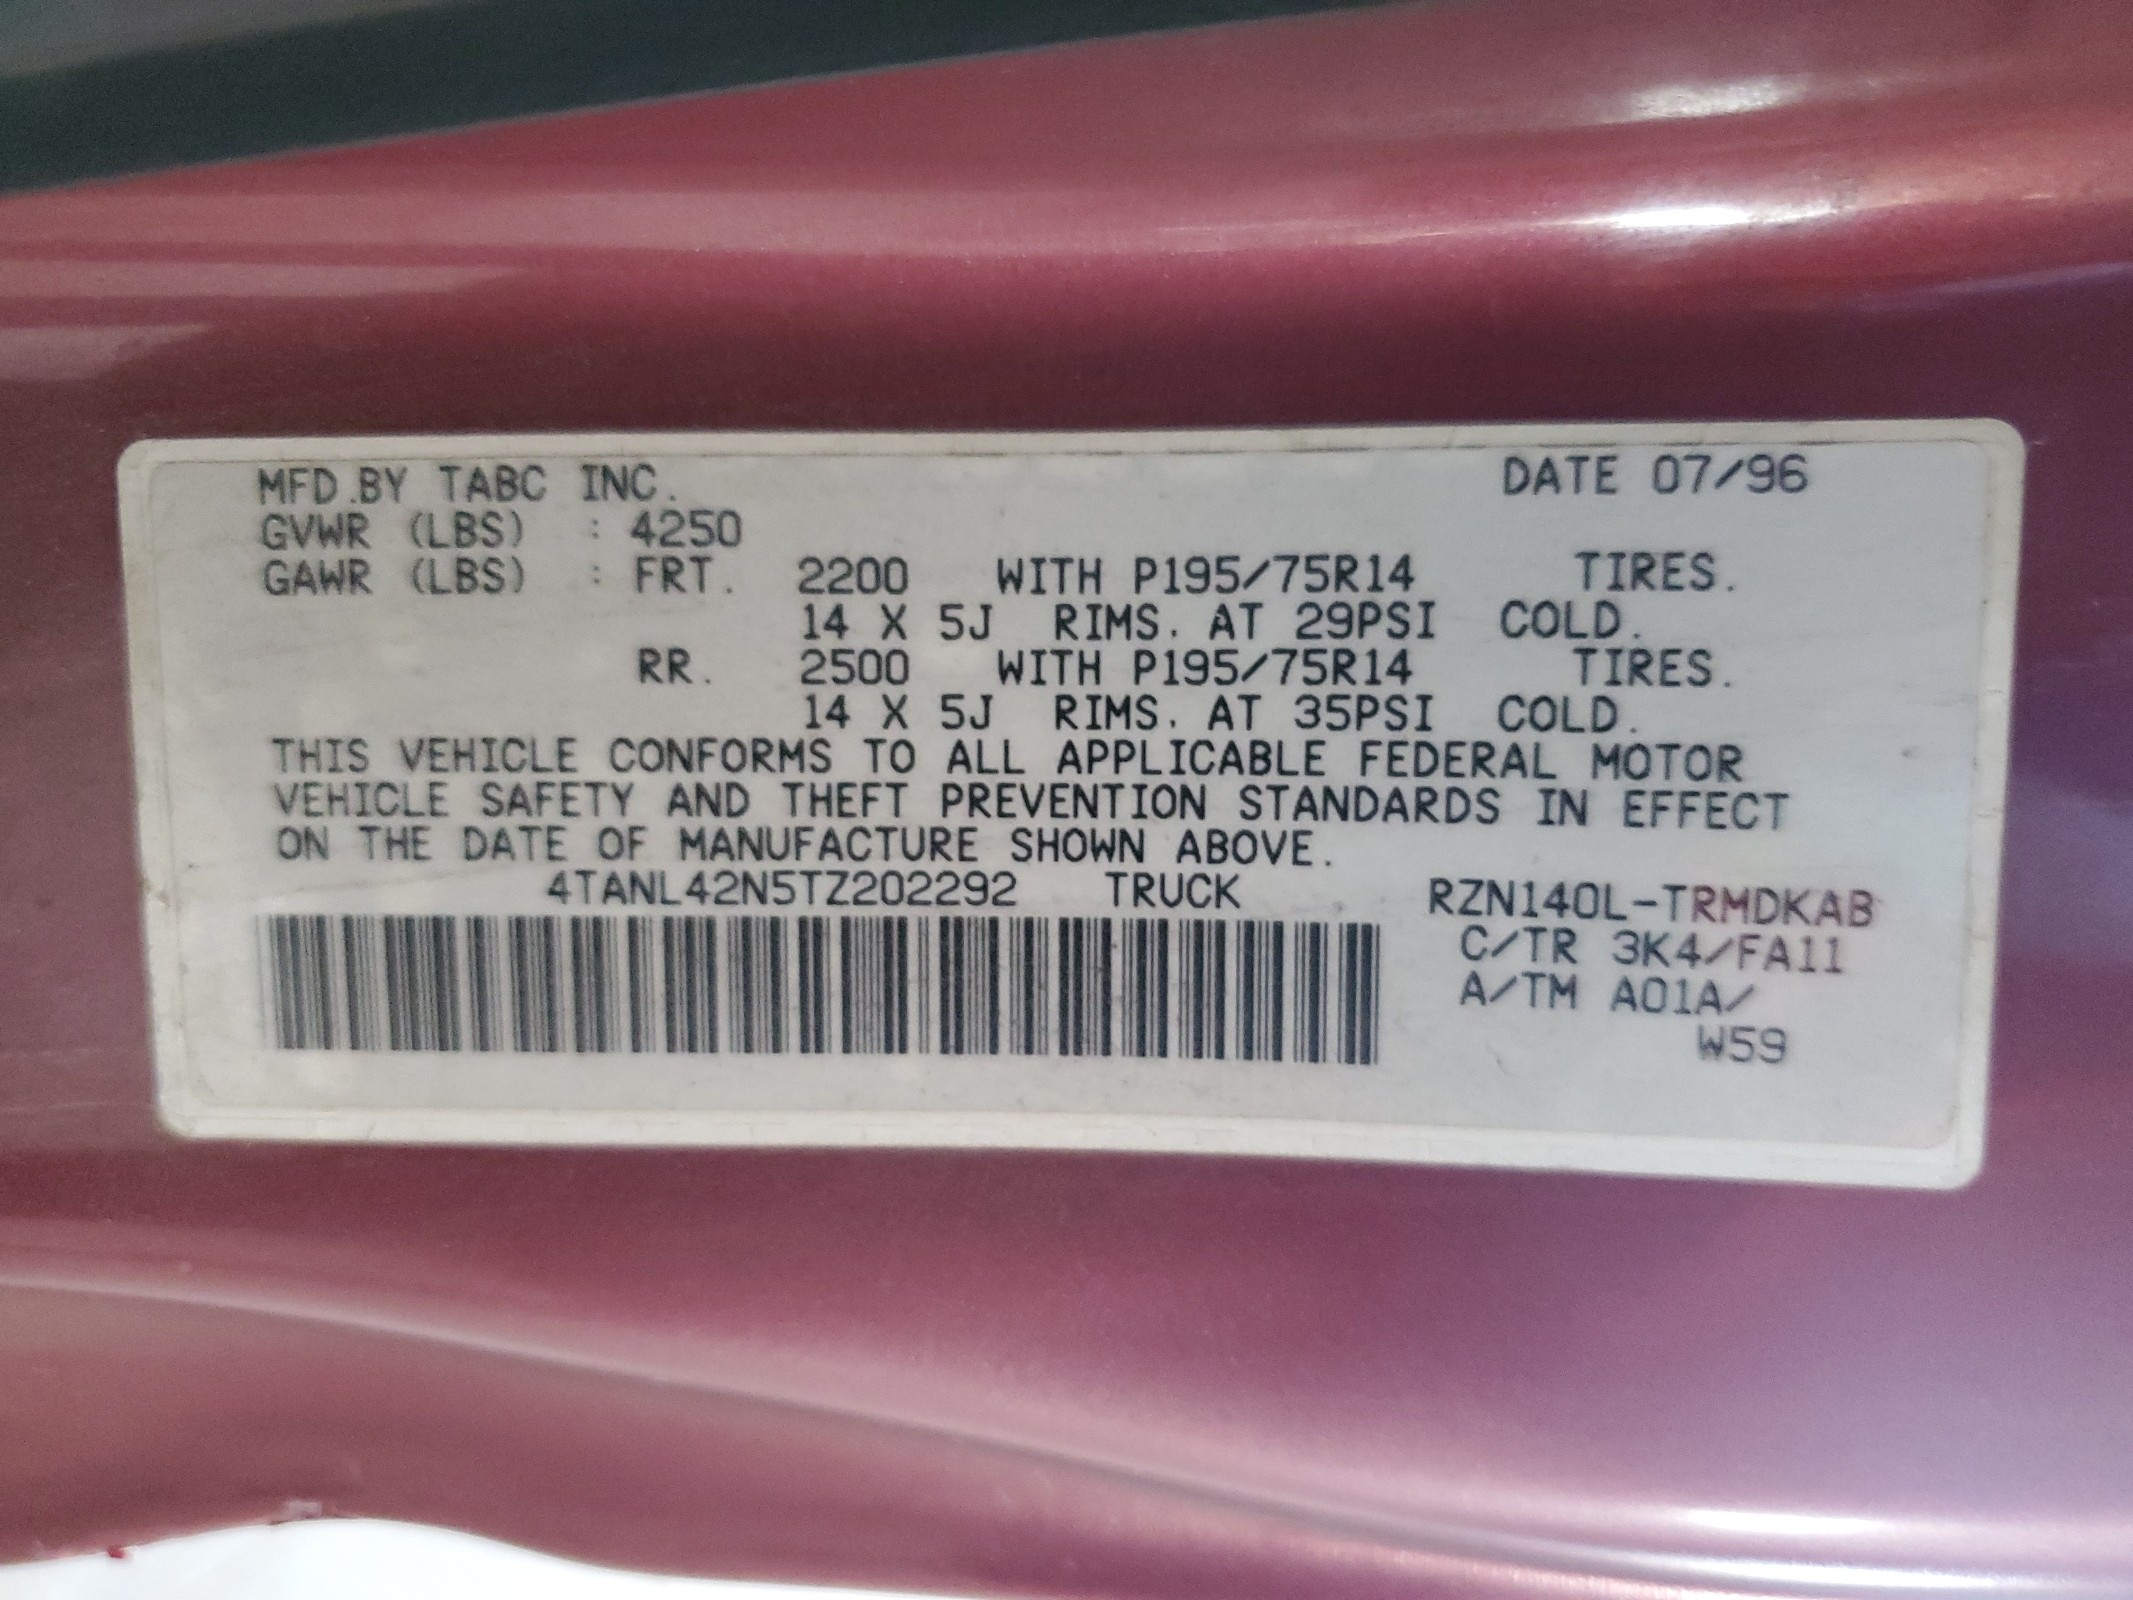 MFD.BY TABC INC. DATE 07/96
GVWR (LBS) : 4250
GAWR (LBS) : FRT. 2200 WITH P195/75R14 TIRES.
14 X 5J RIMS. AT 29PSI COLD.
RR. 2500 WITH P195/75R14 TIRES.
14 X 5J RIMS. AT 35PSI COLD.
THIS VEHICLE CONFORMS TO ALL APPLICABLE FEDERAL MOTOR
VEHICLE SAFETY AND THEFT PREVENTION STANDARDS IN EFFECT
ON THE DATE OF MANUFACTURE SHOWN ABOVE.
4TANL42N5TZ202292 TRUCK RZN140L-TRMDKAB
C/TR 3K4/FA11
A/TM A01A/
W59